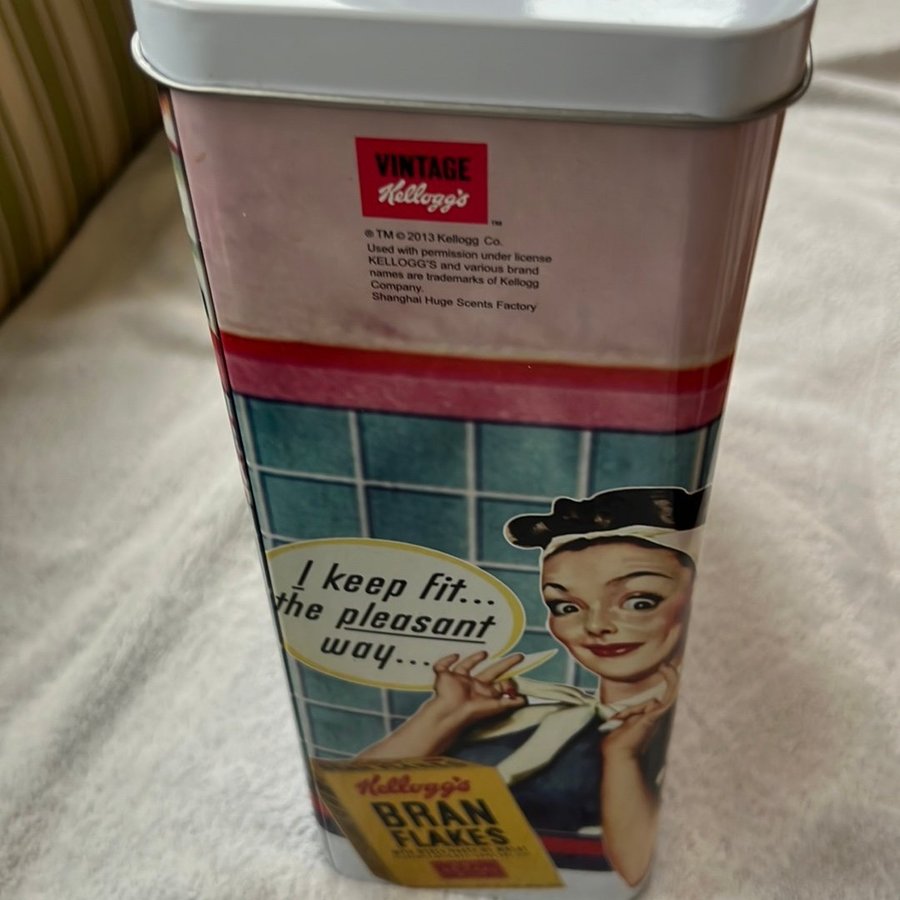 VINTAGE
Kellogg's
™
® TM © 2013 Kellogg Co.
Used with permission under license
KELLOGG'S and various brand
names are trademarks of Kellogg
Company.
Shanghai Huge Scents Factory
I keep fit...
the pleasant
way...
Kellogg's
BRAN
FLAKES